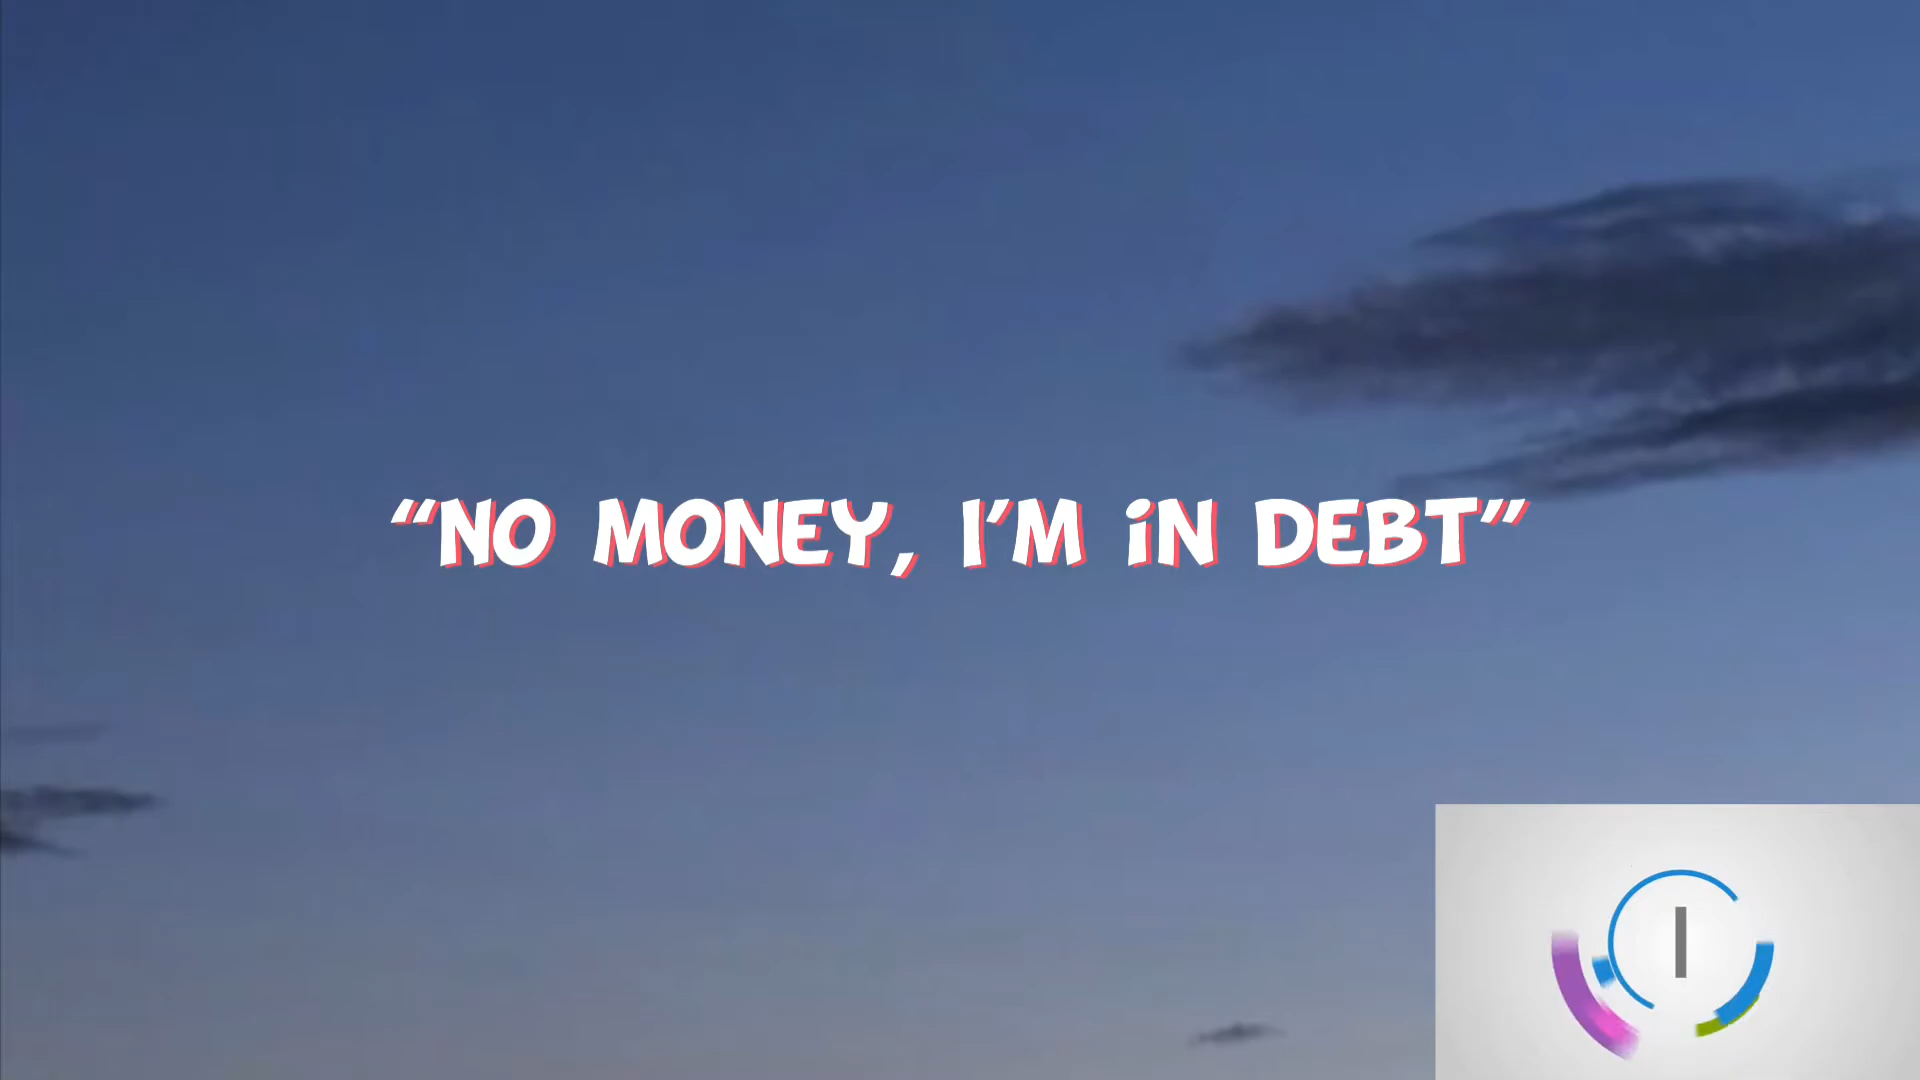 “NO MONEY, I’M iN DEBT”
I